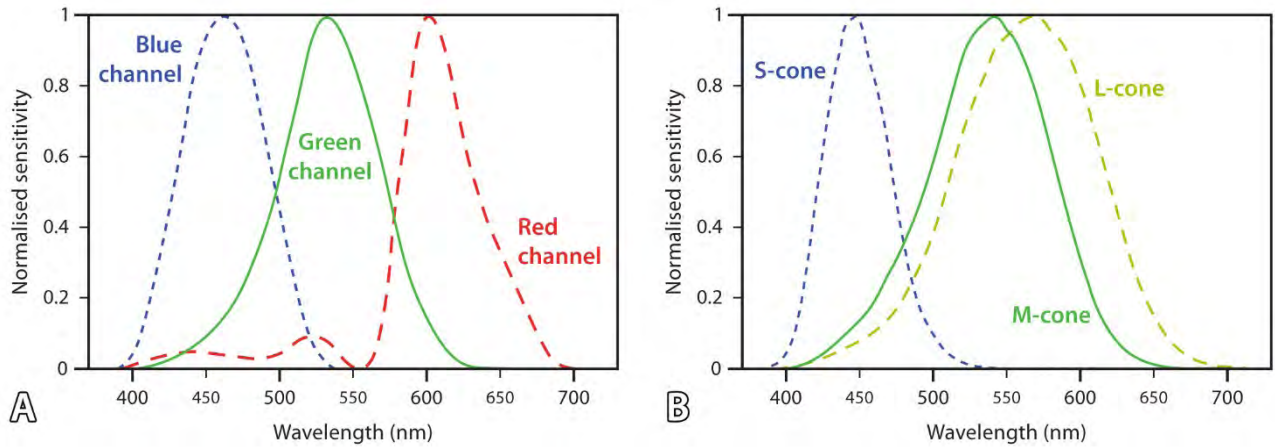 1
0.8
0.6
0.4
0.2
0
Normalised sensitivity
Blue
channel
Green
channel
Red
channel
400 450 500 550 600 650 700
Wavelength (nm)
A
1
0.8
0.6
0.4
0.2
0
Normalised sensitivity
S-cone
L-cone
M-cone
400 450 500 550 600 650 700
Wavelength (nm)
B